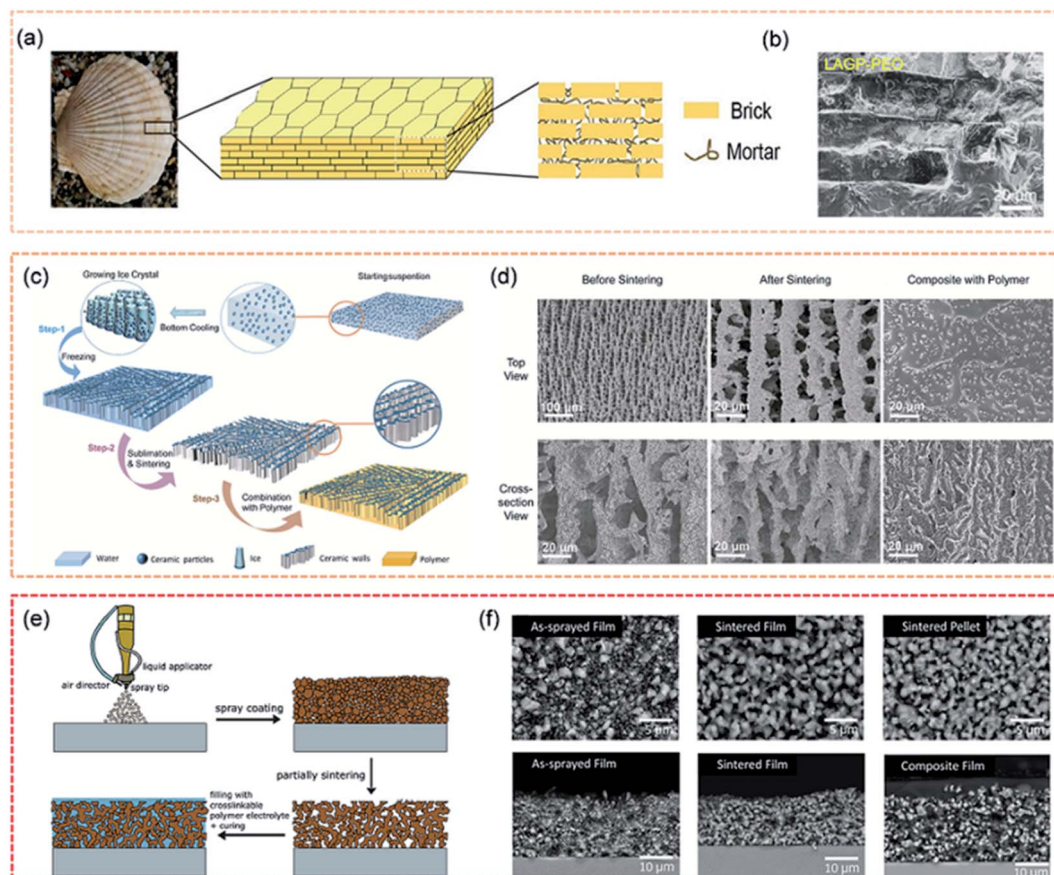 (a)
Brick
Mortar
(b)
LAGP-PEO
20 μm
(c)
Growing Ice Crystal
Starting suspention
Bottom Cooling
Step-1
Freezing
Step-2
Sublimation
& Sintering
Step-3
Combination
with Polymer
Water
Ceramic particles
Ice
Ceramic walls
Polymer
(d)
Before Sintering
After Sintering
Composite with Polymer
Top
View
100 μm
20 μm
20 μm
Cross-
section
View
20 μm
20 μm
20 μm
(e)
liquid applicator
air director
spray tip
spray coating
partially sintering
filling with
crosslinkable
polymer electrolyte
+ curing
(f)
As-sprayed Film
Sintered Film
Sintered Pellet
5 μm
5 μm
5 μm
As-sprayed Film
Sintered Film
Composite Film
10 μm
10 μm
10 μm